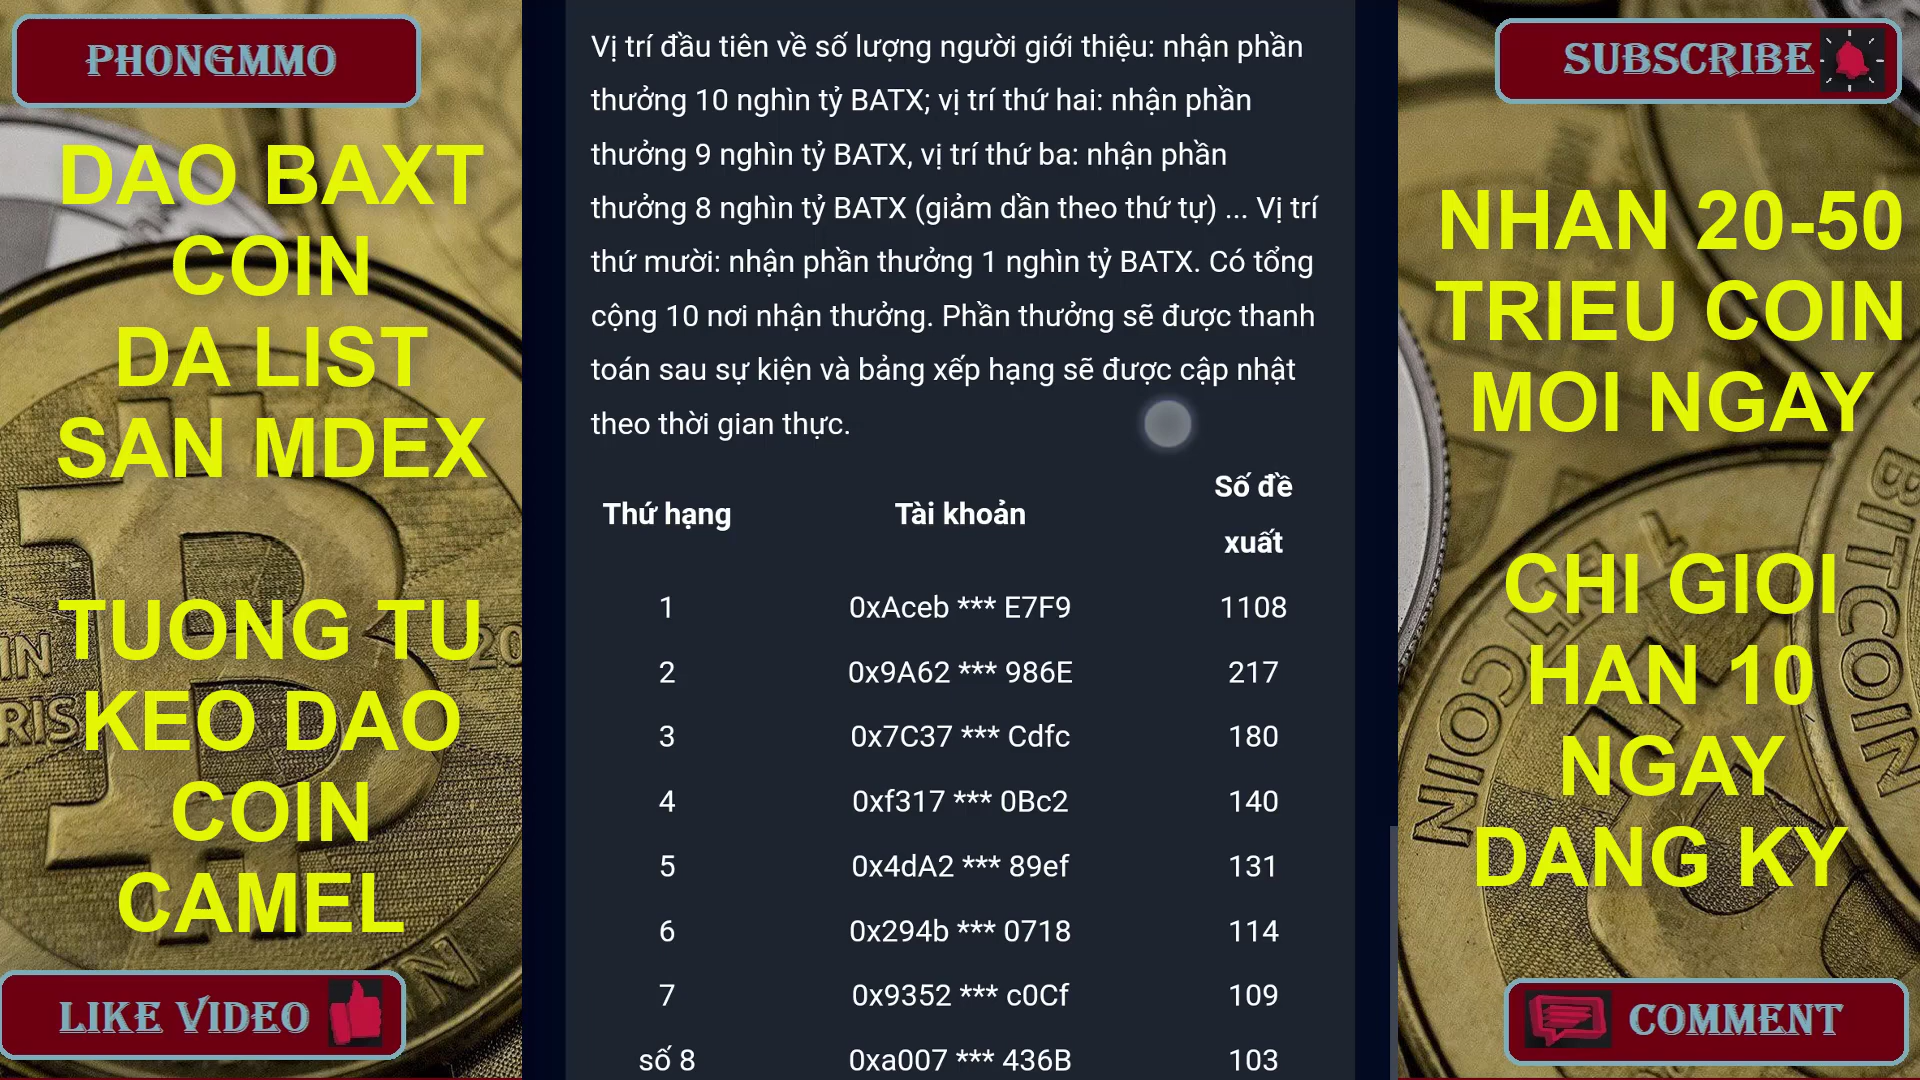 PHONGMMO
DAO BAXT
COIN
DA LIST
SAN MDEX
TUONG TU
KEO DAO
COIN
CAMEL
LIKE VIDEO
Vị trí đầu tiên về số lượng người giới thiệu: nhận phần
thưởng 10 nghìn tỷ BATX; vị trí thứ hai: nhận phần
thưởng 9 nghìn tỷ BATX, vị trí thứ ba: nhận phần
thưởng 8 nghìn tỷ BATX (giảm dần theo thứ tự) ... Vị trí
thứ mười: nhận phần thưởng 1 nghìn tỷ BATX. Có tổng
cộng 10 nơi nhận thưởng. Phần thưởng sẽ được thanh
toán sau sự kiện và bảng xếp hạng sẽ được cập nhật
theo thời gian thực.
Thứ hạng Tài khoản Số đề xuất
1 0xAceb *** E7F9 1108
2 0x9A62 *** 986E 217
3 0x7C37 *** Cdfc 180
4 0xf317 *** 0Bc2 140
5 0x4dA2 *** 89ef 131
6 0x294b *** 0718 114
7 0x9352 *** c0Cf 109
số 8 0xa007 *** 436B 103
SUBSCRIBE
NHAN 20-50
TRIEU COIN
MOI NGAY
CHI GIOI
HAN 10
NGAY
DANG KY
COMMENT
BITCOIN
COIN